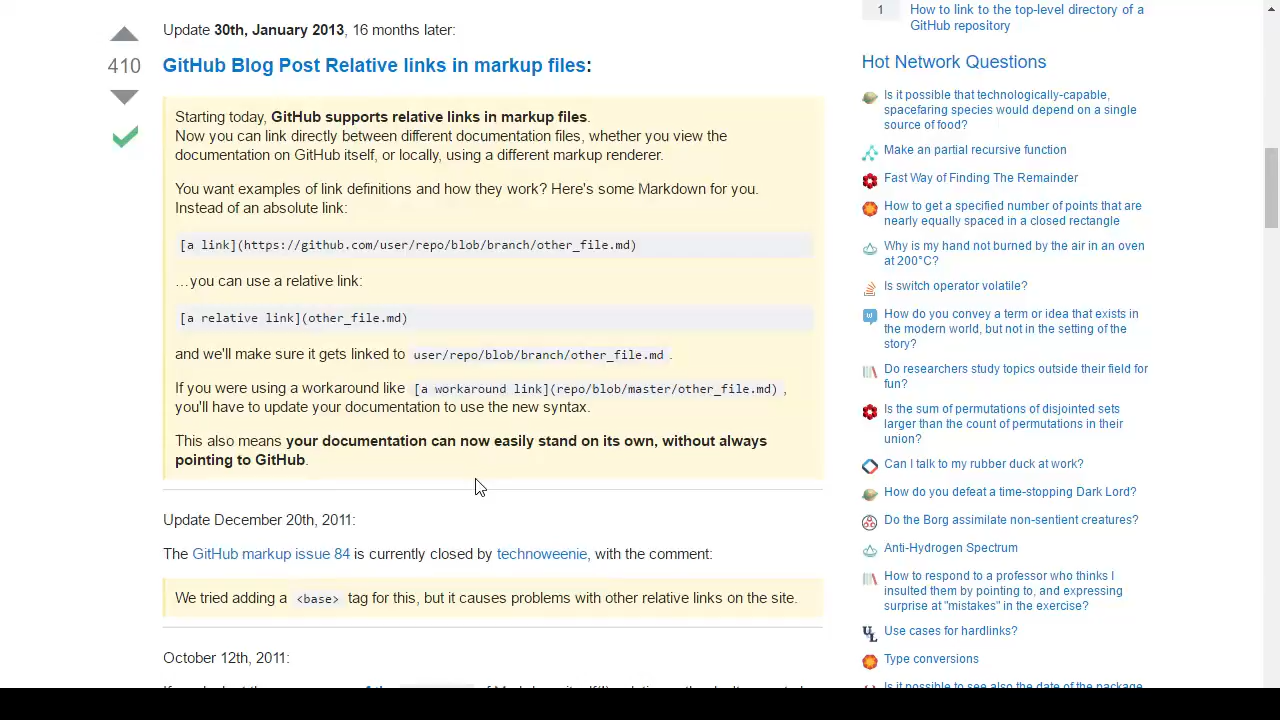 Update 30th, January 2013, 16 months later:
410
GitHub Blog Post Relative links in markup files:
Starting today, GitHub supports relative links in markup files.
Now you can link directly between different documentation files, whether you view the
documentation on GitHub itself, or locally, using a different markup renderer.
You want examples of link definitions and how they work? Here's some Markdown for you.
Instead of an absolute link:
[a link](https://github.com/user/repo/blob/branch/other_file.md)
…you can use a relative link:
[a relative link](other_file.md)
and we'll make sure it gets linked to user/repo/blob/branch/other_file.md .
If you were using a workaround like [a workaround link](repo/blob/master/other_file.md) ,
you'll have to update your documentation to use the new syntax.
This also means your documentation can now easily stand on its own, without always
pointing to GitHub.
Update December 20th, 2011:
The GitHub markup issue 84 is currently closed by technoweenie, with the comment:
We tried adding a <base> tag for this, but it causes problems with other relative links on the site.
October 12th, 2011:
1 How to link to the top-level directory of a
GitHub repository
Hot Network Questions
Is it possible that technologically-capable,
spacefaring species would depend on a single
source of food?
Make an partial recursive function
Fast Way of Finding The Remainder
How to get a specified number of points that are
nearly equally spaced in a closed rectangle
Why is my hand not burned by the air in an oven
at 200°C?
Is switch operator volatile?
How do you convey a term or idea that exists in
the modern world, but not in the setting of the
story?
Do researchers study topics outside their field for
fun?
Is the sum of permutations of disjointed sets
larger than the count of permutations in their
union?
Can I talk to my rubber duck at work?
How do you defeat a time-stopping Dark Lord?
Do the Borg assimilate non-sentient creatures?
Anti-Hydrogen Spectrum
How to respond to a professor who thinks I
insulted them by pointing to, and expressing
surprise at "mistakes" in the exercise?
Use cases for hardlinks?
Type conversions
Is it possible to see also the date of the package